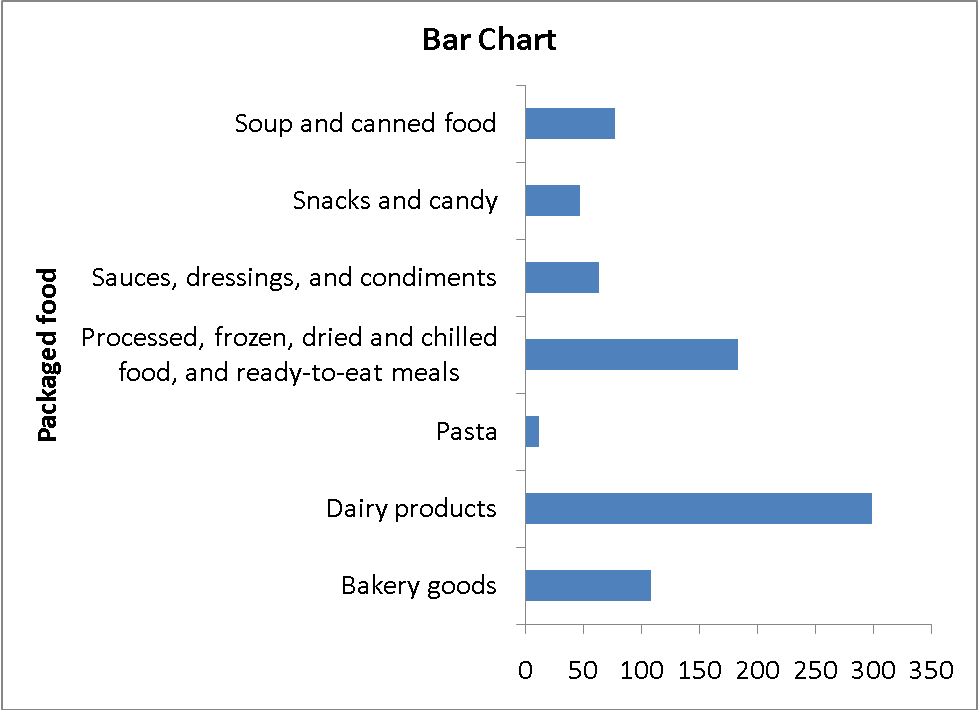 Bar Chart
Packaged food
Soup and canned food
Snacks and candy
Sauces, dressings, and condiments
Processed, frozen, dried and chilled
food, and ready-to-eat meals
Pasta
Dairy products
Bakery goods
0 50 100 150 200 250 300 350